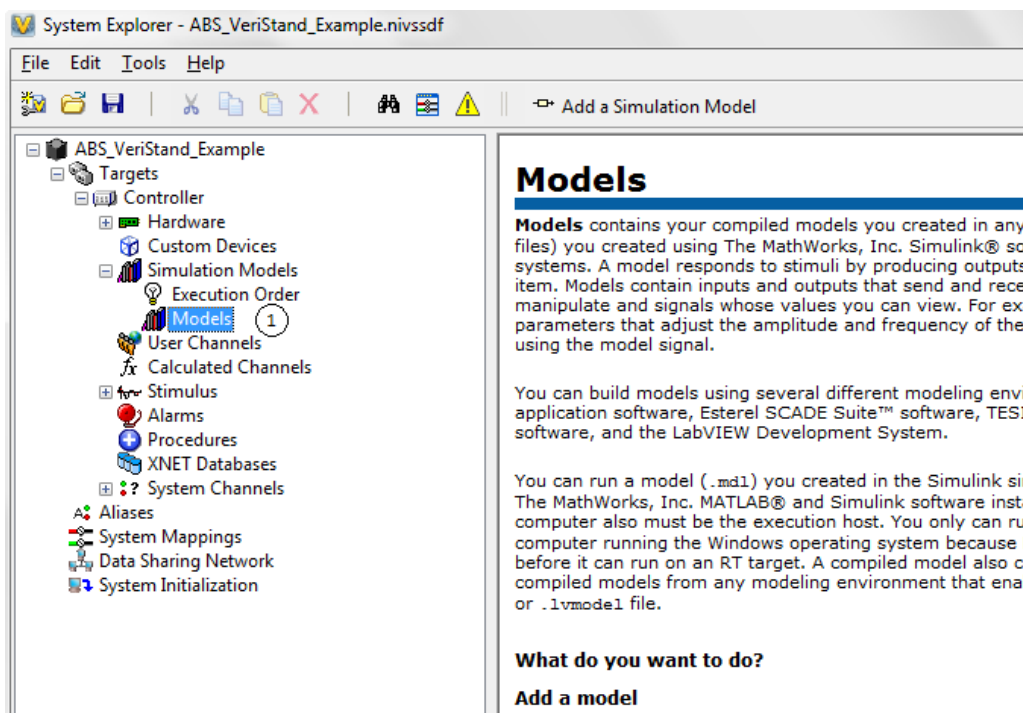 System Explorer - ABS_VeriStand_Example.nivssdf
File Edit Tools Help
Add a Simulation Model
ABS_VeriStand_Example
Targets
Controller
Hardware
Custom Devices
Simulation Models
Execution Order
Models 1
User Channels
fx Calculated Channels
Stimulus
Alarms
Procedures
XNET Databases
System Channels
Aliases
System Mappings
Data Sharing Network
System Initialization
Models
Models contains your compiled models you created in any
files) you created using The MathWorks, Inc. Simulink® so
systems. A model responds to stimuli by producing outputs
item. Models contain inputs and outputs that send and rece
manipulate and signals whose values you can view. For ex
parameters that adjust the amplitude and frequency of the
using the model signal.
You can build models using several different modeling envi
application software, Esterel SCADE Suite™ software, TESI
software, and the LabVIEW Development System.
You can run a model (.mdl) you created in the Simulink si
The MathWorks, Inc. MATLAB® and Simulink software inst
computer also must be the execution host. You only can ru
computer running the Windows operating system because
before it can run on an RT target. A compiled model also c
compiled models from any modeling environment that ena
or .lvmodel file.
What do you want to do?
Add a model